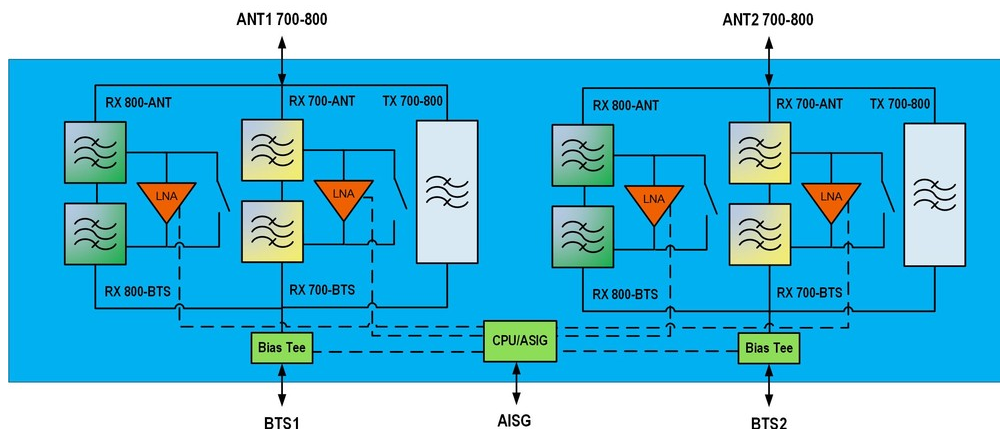 ANT1 700-800
ANT2 700-800
RX 800-ANT
RX 700-ANT
TX 700-800
RX 800-ANT
RX 700-ANT
TX 700-800
LNA
LNA
LNA
LNA
RX 800-BTS
RX 700-BTS
RX 800-BTS
RX 700-BTS
Bias Tee
CPU/ASIG
Bias Tee
BTS1
AISG
BTS2